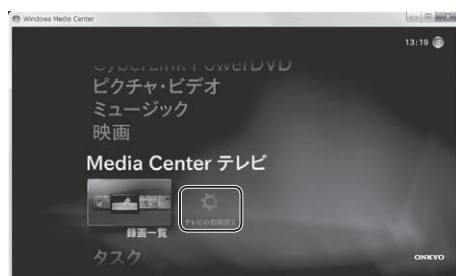 Windows Media Center
13:19
CyberLink PowerDVD
ピクチャ・ビデオ
ミュージック
映画
Media Center テレビ
録画一覧
テレビの初期設定
タスク
ONKYO